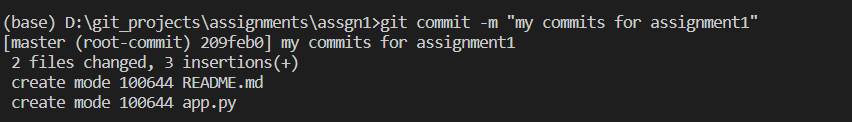 (base) D:\git_projects\assignments\assgn1>git commit -m "my commits for assignment1"
[master (root-commit) 209feb0] my commits for assignment1
 2 files changed, 3 insertions(+)
 create mode 100644 README.md
 create mode 100644 app.py